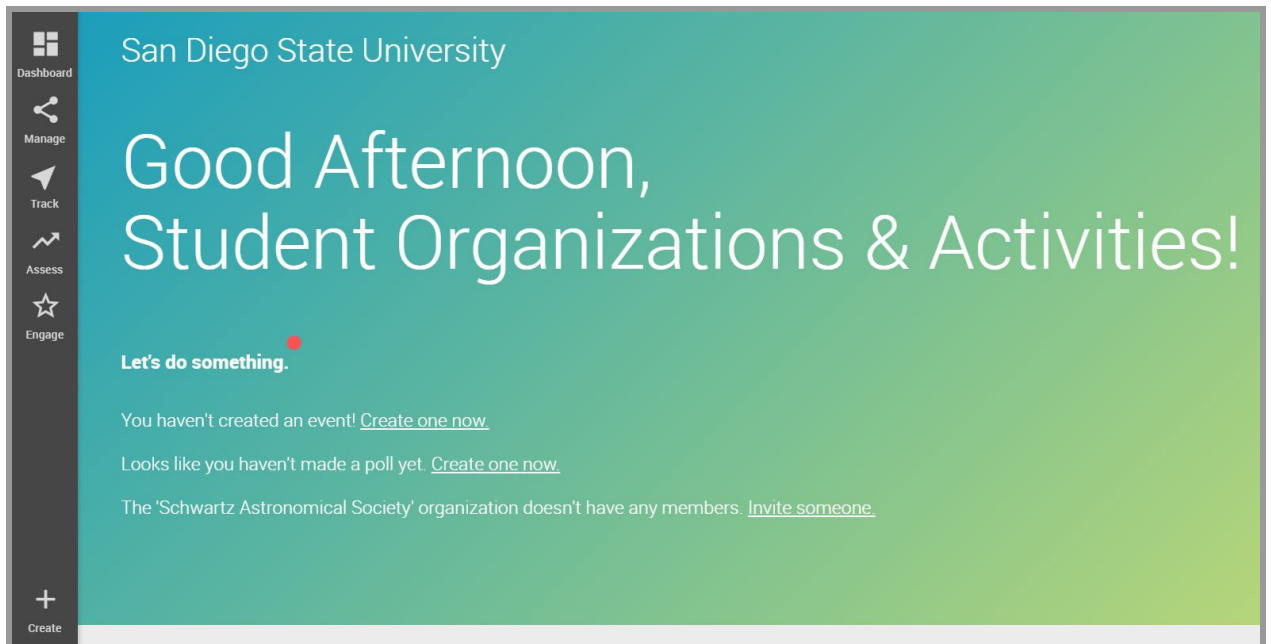 Dashboard
Manage
Track
Assess
Engage
Create
San Diego State University
Good Afternoon,
Student Organizations & Activities!
Let's do something.
You haven't created an event! Create one now.
Looks like you haven't made a poll yet. Create one now.
The 'Schwartz Astronomical Society' organization doesn't have any members. Invite someone.